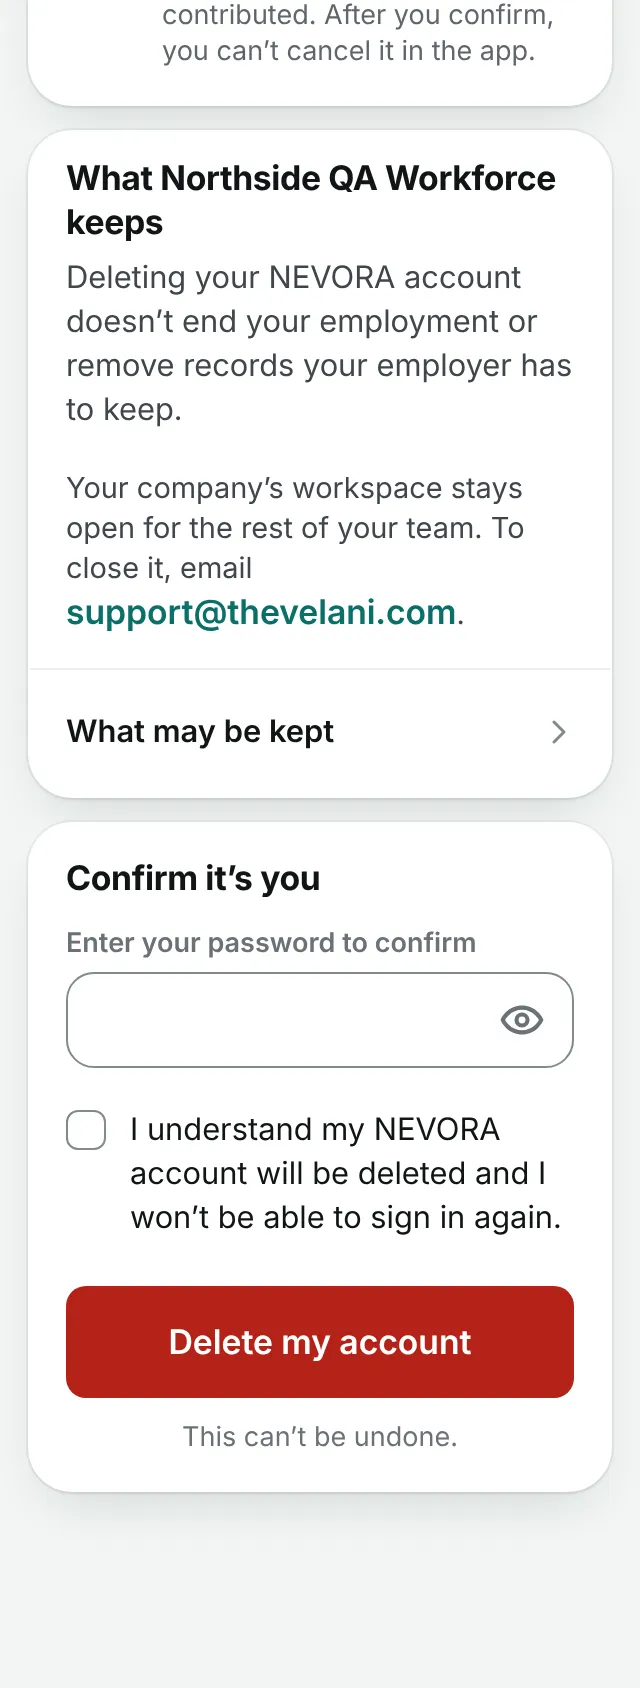 contributed. After you confirm,
you can’t cancel it in the app.
What Northside QA Workforce
keeps
Deleting your NEVORA account
doesn’t end your employment or
remove records your employer has
to keep.
Your company’s workspace stays
open for the rest of your team. To
close it, email
support@thevelani.com.
What may be kept
Confirm it’s you
Enter your password to confirm
I understand my NEVORA
account will be deleted and I
won’t be able to sign in again.
Delete my account
This can’t be undone.